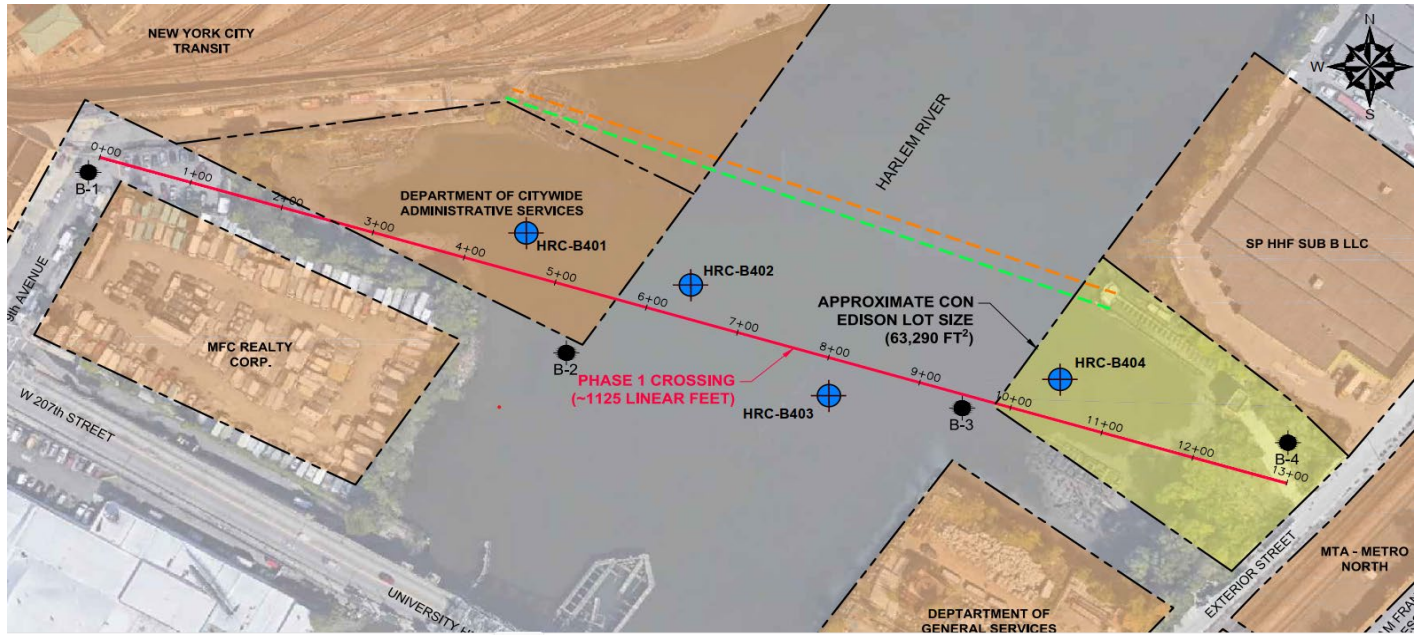 NEW YORK CITY
TRANSIT
N
W
E
S
HARLEM RIVER
0+00
B-1
1+00
2+00
3+00
4+00
5+00
6+00
7+00
8+00
9+00
10+00
11+00
12+00
13+00
DEPARTMENT OF CITYWIDE
ADMINISTRATIVE SERVICES
HRC-B401
HRC-B402
SP HHF SUB B LLC
APPROXIMATE CON
EDISON LOT SIZE
(63,290 FT²)
9th AVENUE
MFC REALTY
CORP.
B-2
PHASE 1 CROSSING
(~1125 LINEAR FEET)
HRC-B403
HRC-B404
B-3
B-4
W 207th STREET
UNIVERSITY
EXTERIOR STREET
MTA - METRO
NORTH
DEPTARTMENT OF
GENERAL SERVICES